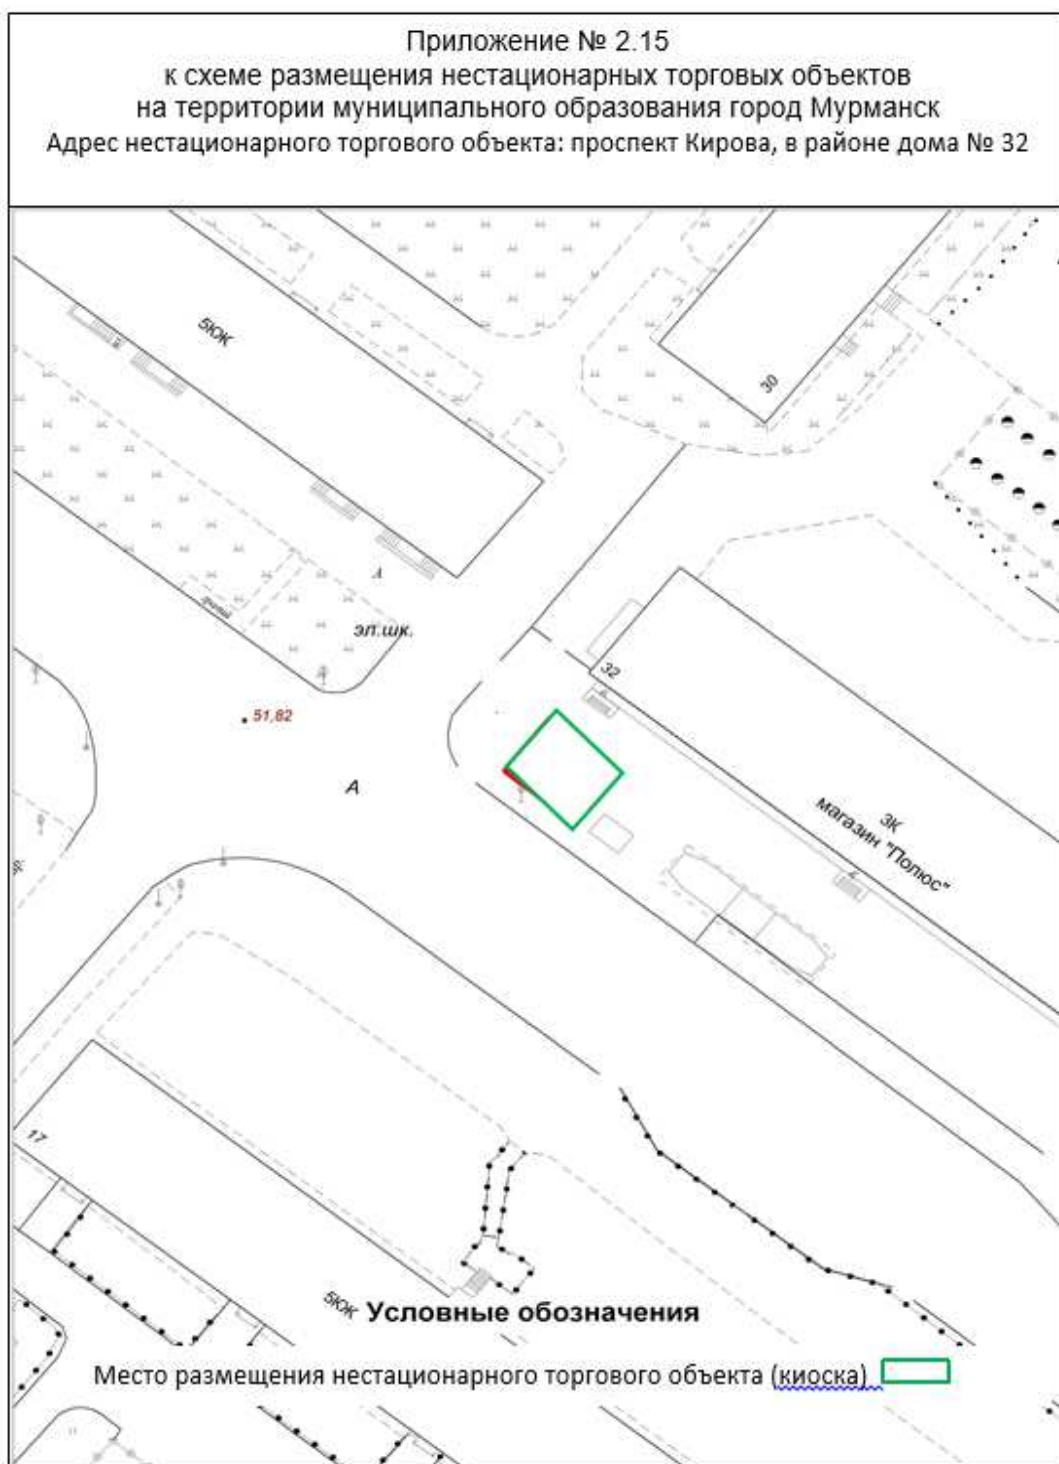 Приложение № 2.15
к схеме размещения нестационарных торговых объектов
на территории муниципального образования город Мурманск
Адрес нестационарного торгового объекта: проспект Кирова, в районе дома № 32
5КЖ
30
А
эл.шк.
32
51,82
А
3К
магазин "Полюс"
17
5КЖ
Условные обозначения
Место размещения нестационарного торгового объекта (киоска)